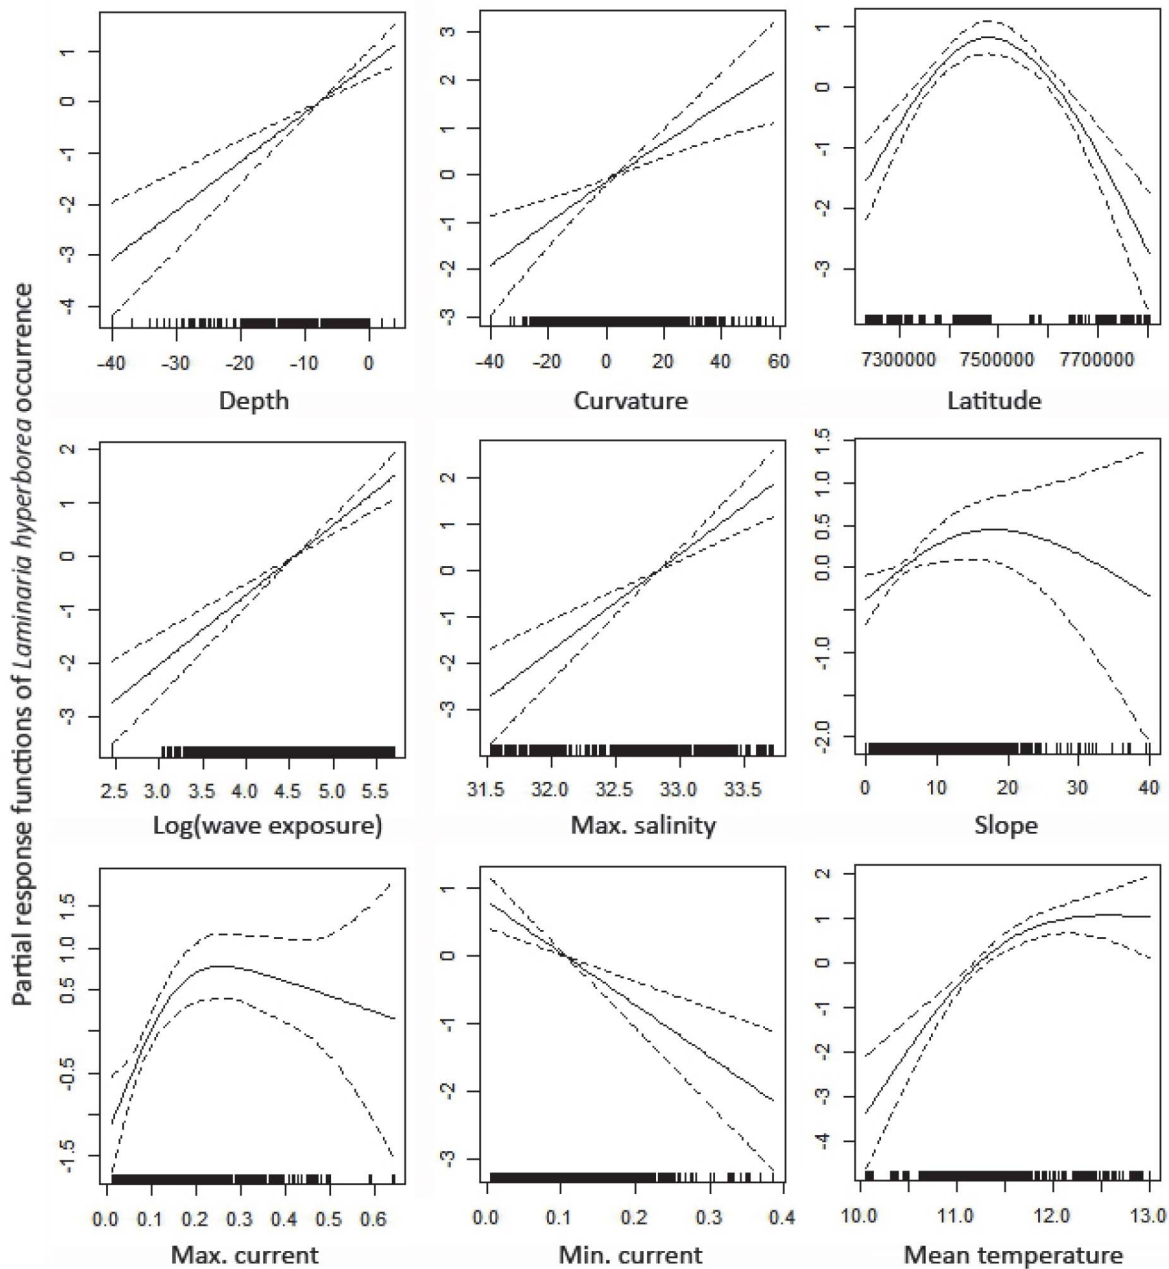 Partial response functions of Laminaria hyperborea occurrence
1
0
-1
-2
-3
-4
-40 -30 -20 -10 0
Depth
3
2
1
0
-1
-2
-3
-40 -20 0 20 40 60
Curvature
1
0
-1
-2
-3
7300000 7500000 7700000
Latitude
2
1
0
-1
-2
-3
2.5 3.0 3.5 4.0 4.5 5.0 5.5
Log(wave exposure)
2
1
0
-1
-2
-3
31.5 32.0 32.5 33.0 33.5
Max. salinity
1.5
1.0
0.5
0.0
-1.0
-2.0
0 10 20 30 40
Slope
1.5
1.0
0.5
-0.5
-1.5
0.0 0.1 0.2 0.3 0.4 0.5 0.6
Max. current
1
0
-1
-2
-3
0.0 0.1 0.2 0.3 0.4
Min. current
2
1
0
-1
-2
-3
-4
10.0 11.0 12.0 13.0
Mean temperature